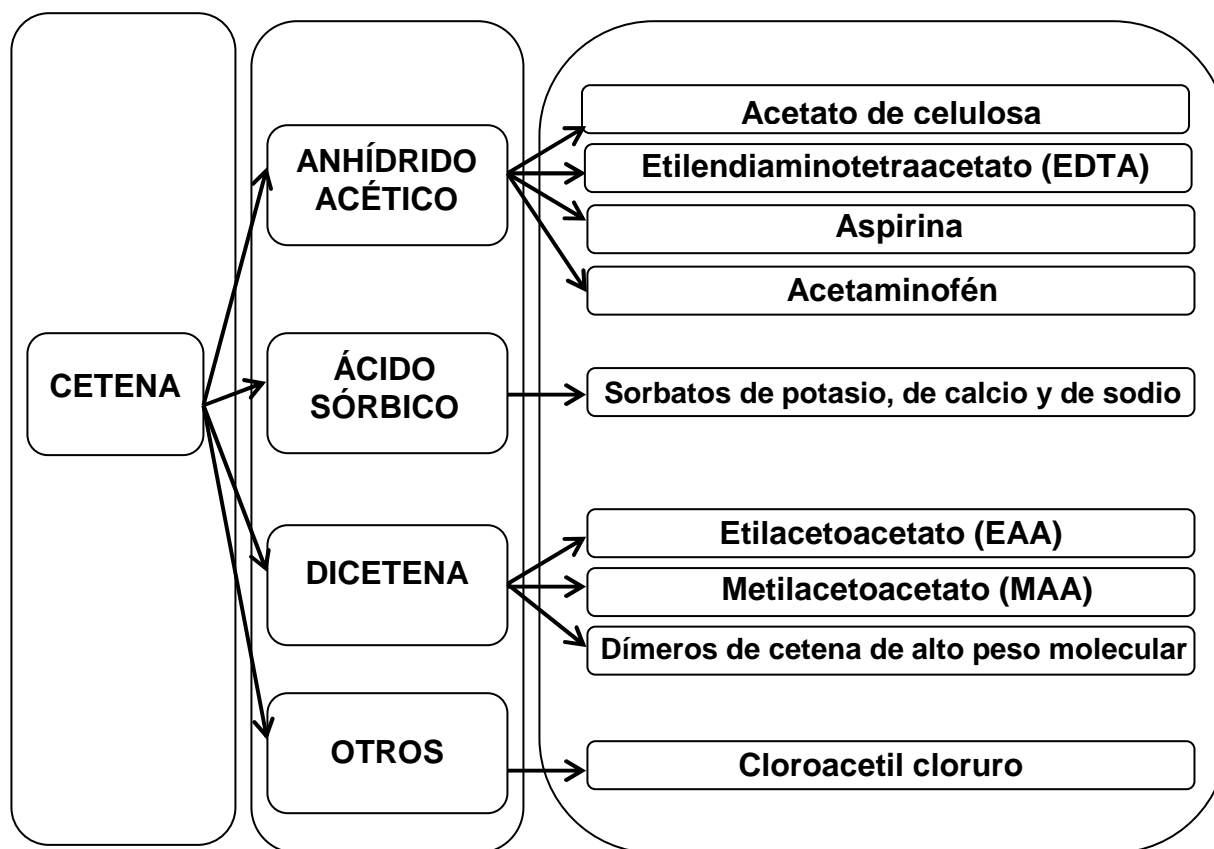 CETENA
ANHÍDRIDO
ACÉTICO
ÁCIDO
SÓRBICO
DICETENA
OTROS
Acetato de celulosa
Etilendiaminotetraacetato (EDTA)
Aspirina
Acetaminofén
Sorbatos de potasio, de calcio y de sodio
Etilacetoacetato (EAA)
Metilacetoacetato (MAA)
Dímeros de cetena de alto peso molecular
Cloroacetil cloruro